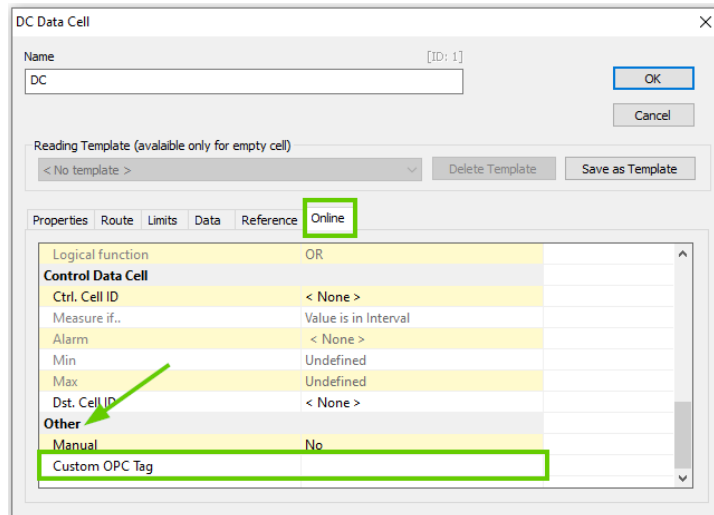 DC Data Cell
Name [ID: 1]
DC
OK
Cancel
Reading Template (avalaible only for empty cell)
< No template > Delete Template Save as Template
Properties Route Limits Data Reference Online
Logical function OR
Control Data Cell
Ctrl. Cell ID < None >
Measure if.. Value is in Interval
Alarm < None >
Min Undefined
Max Undefined
Dst. Cell ID < None >
Other
Manual No
Custom OPC Tag